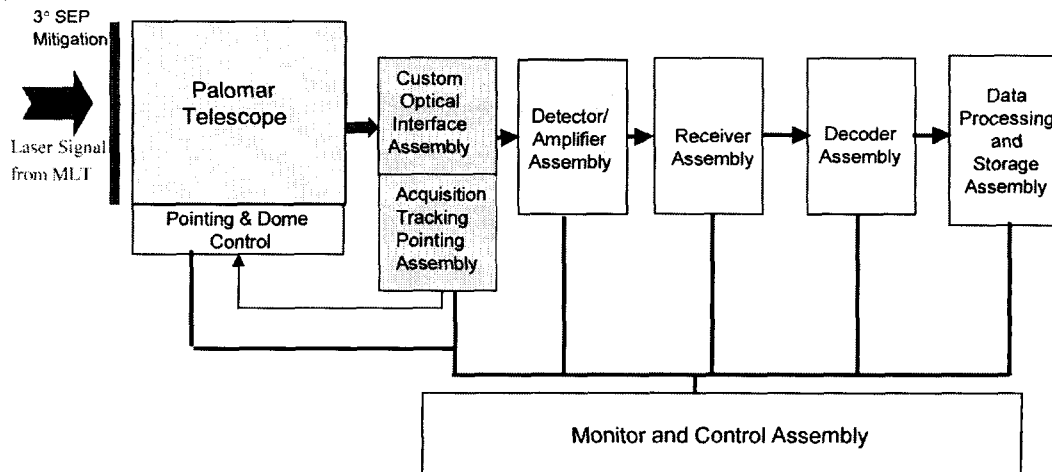 3° SEP
Mitigation
Laser Signal
from MLT
Palomar
Telescope
Pointing & Dome
Control
Custom
Optical
Interface
Assembly
Acquisition
Tracking
Pointing
Assembly
Detector/
Amplifier
Assembly
Receiver
Assembly
Decoder
Assembly
Data
Processing
and
Storage
Assembly
Monitor and Control Assembly